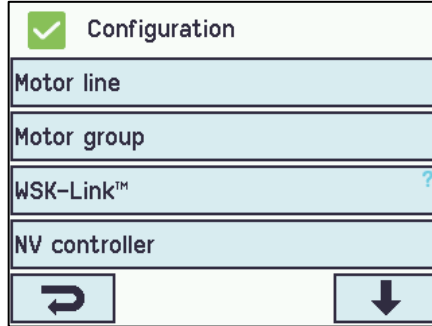 Configuration
Motor line
Motor group
WSK-Link™
?
NV controller